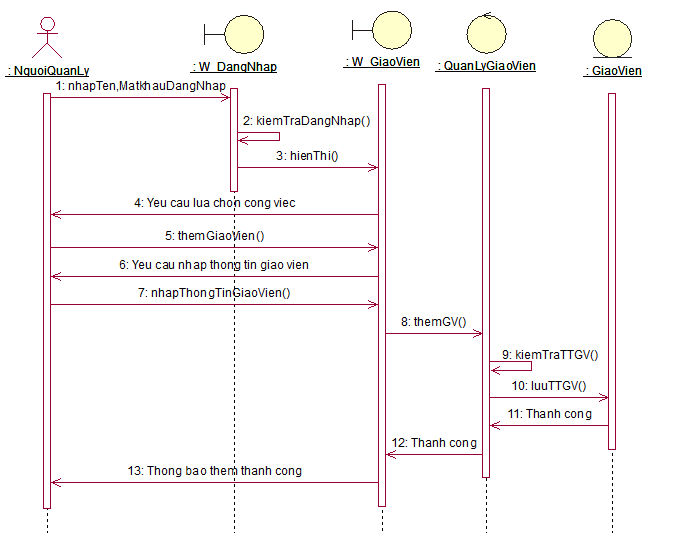 : NguoiQuanLy
: W_DangNhap
: W_GiaoVien
: QuanLyGiaoVien
: GiaoVien
1: nhapTen,MatkhauDangNhap
2: kiemTraDangNhap()
3: hienThi()
4: Yeu cau lua chon cong viec
5: themGiaoVien()
6: Yeu cau nhap thong tin giao vien
7: nhapThongTinGiaoVien()
8: themGV()
9: kiemTraTTGV()
10: luuTTGV()
11: Thanh cong
12: Thanh cong
13: Thong bao them thanh cong